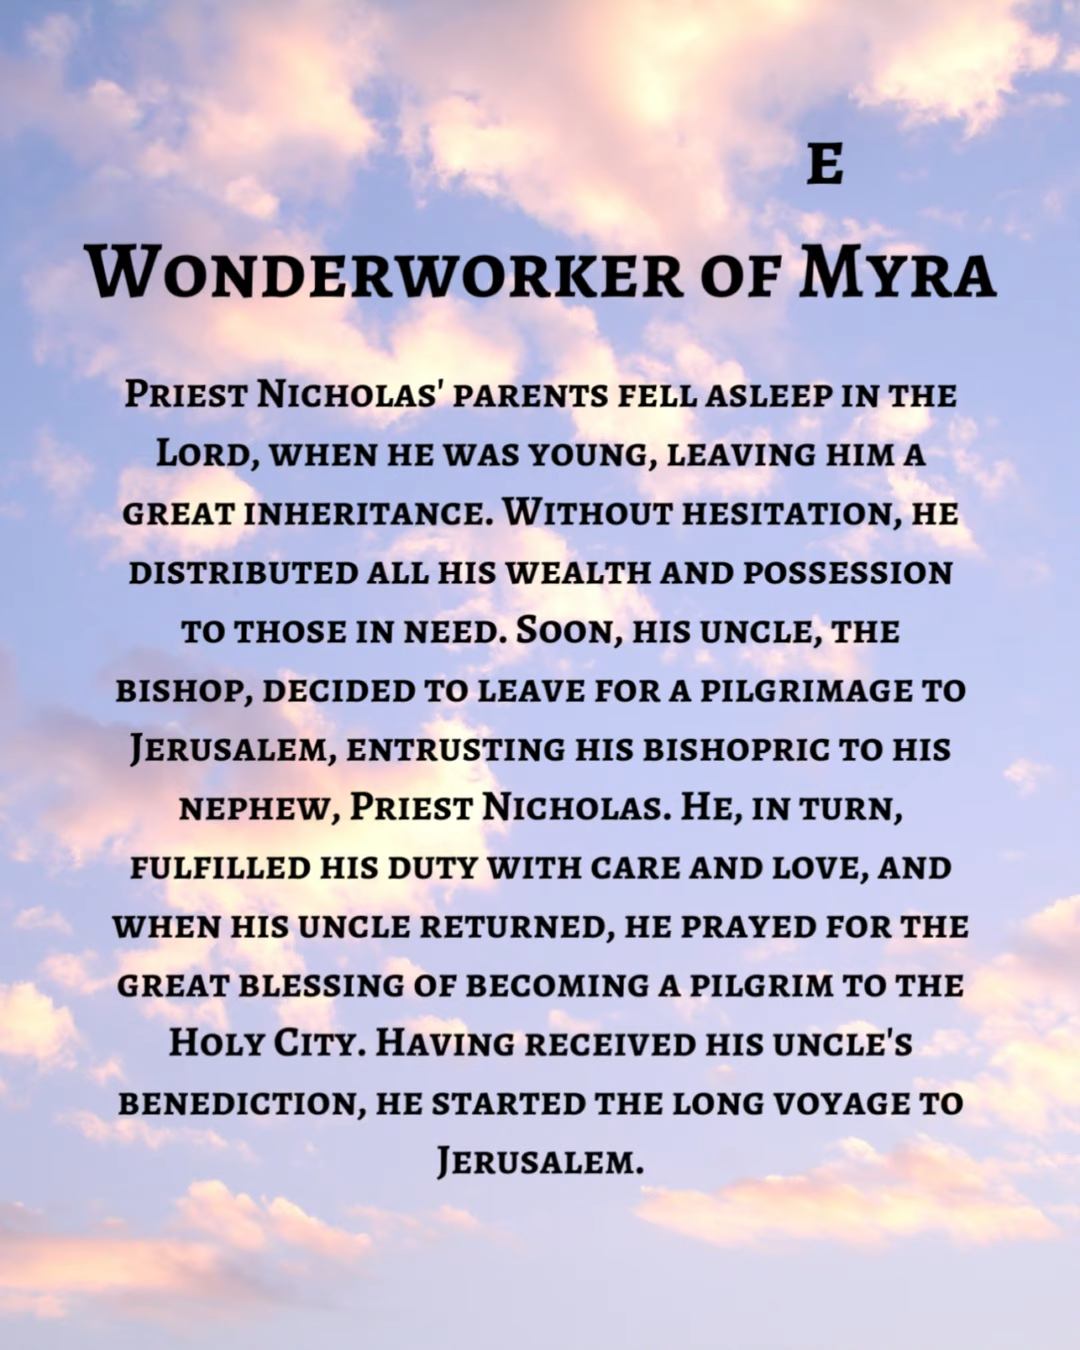 E
Wonderworker of Myra
Priest Nicholas' parents fell asleep in the
Lord, when he was young, leaving him a
great inheritance. Without hesitation, he
distributed all his wealth and possession
to those in need. Soon, his uncle, the
bishop, decided to leave for a pilgrimage to
Jerusalem, entrusting his bishopric to his
nephew, Priest Nicholas. He, in turn,
fulfilled his duty with care and love, and
when his uncle returned, he prayed for the
great blessing of becoming a pilgrim to the
Holy City. Having received his uncle's
benediction, he started the long voyage to
Jerusalem.